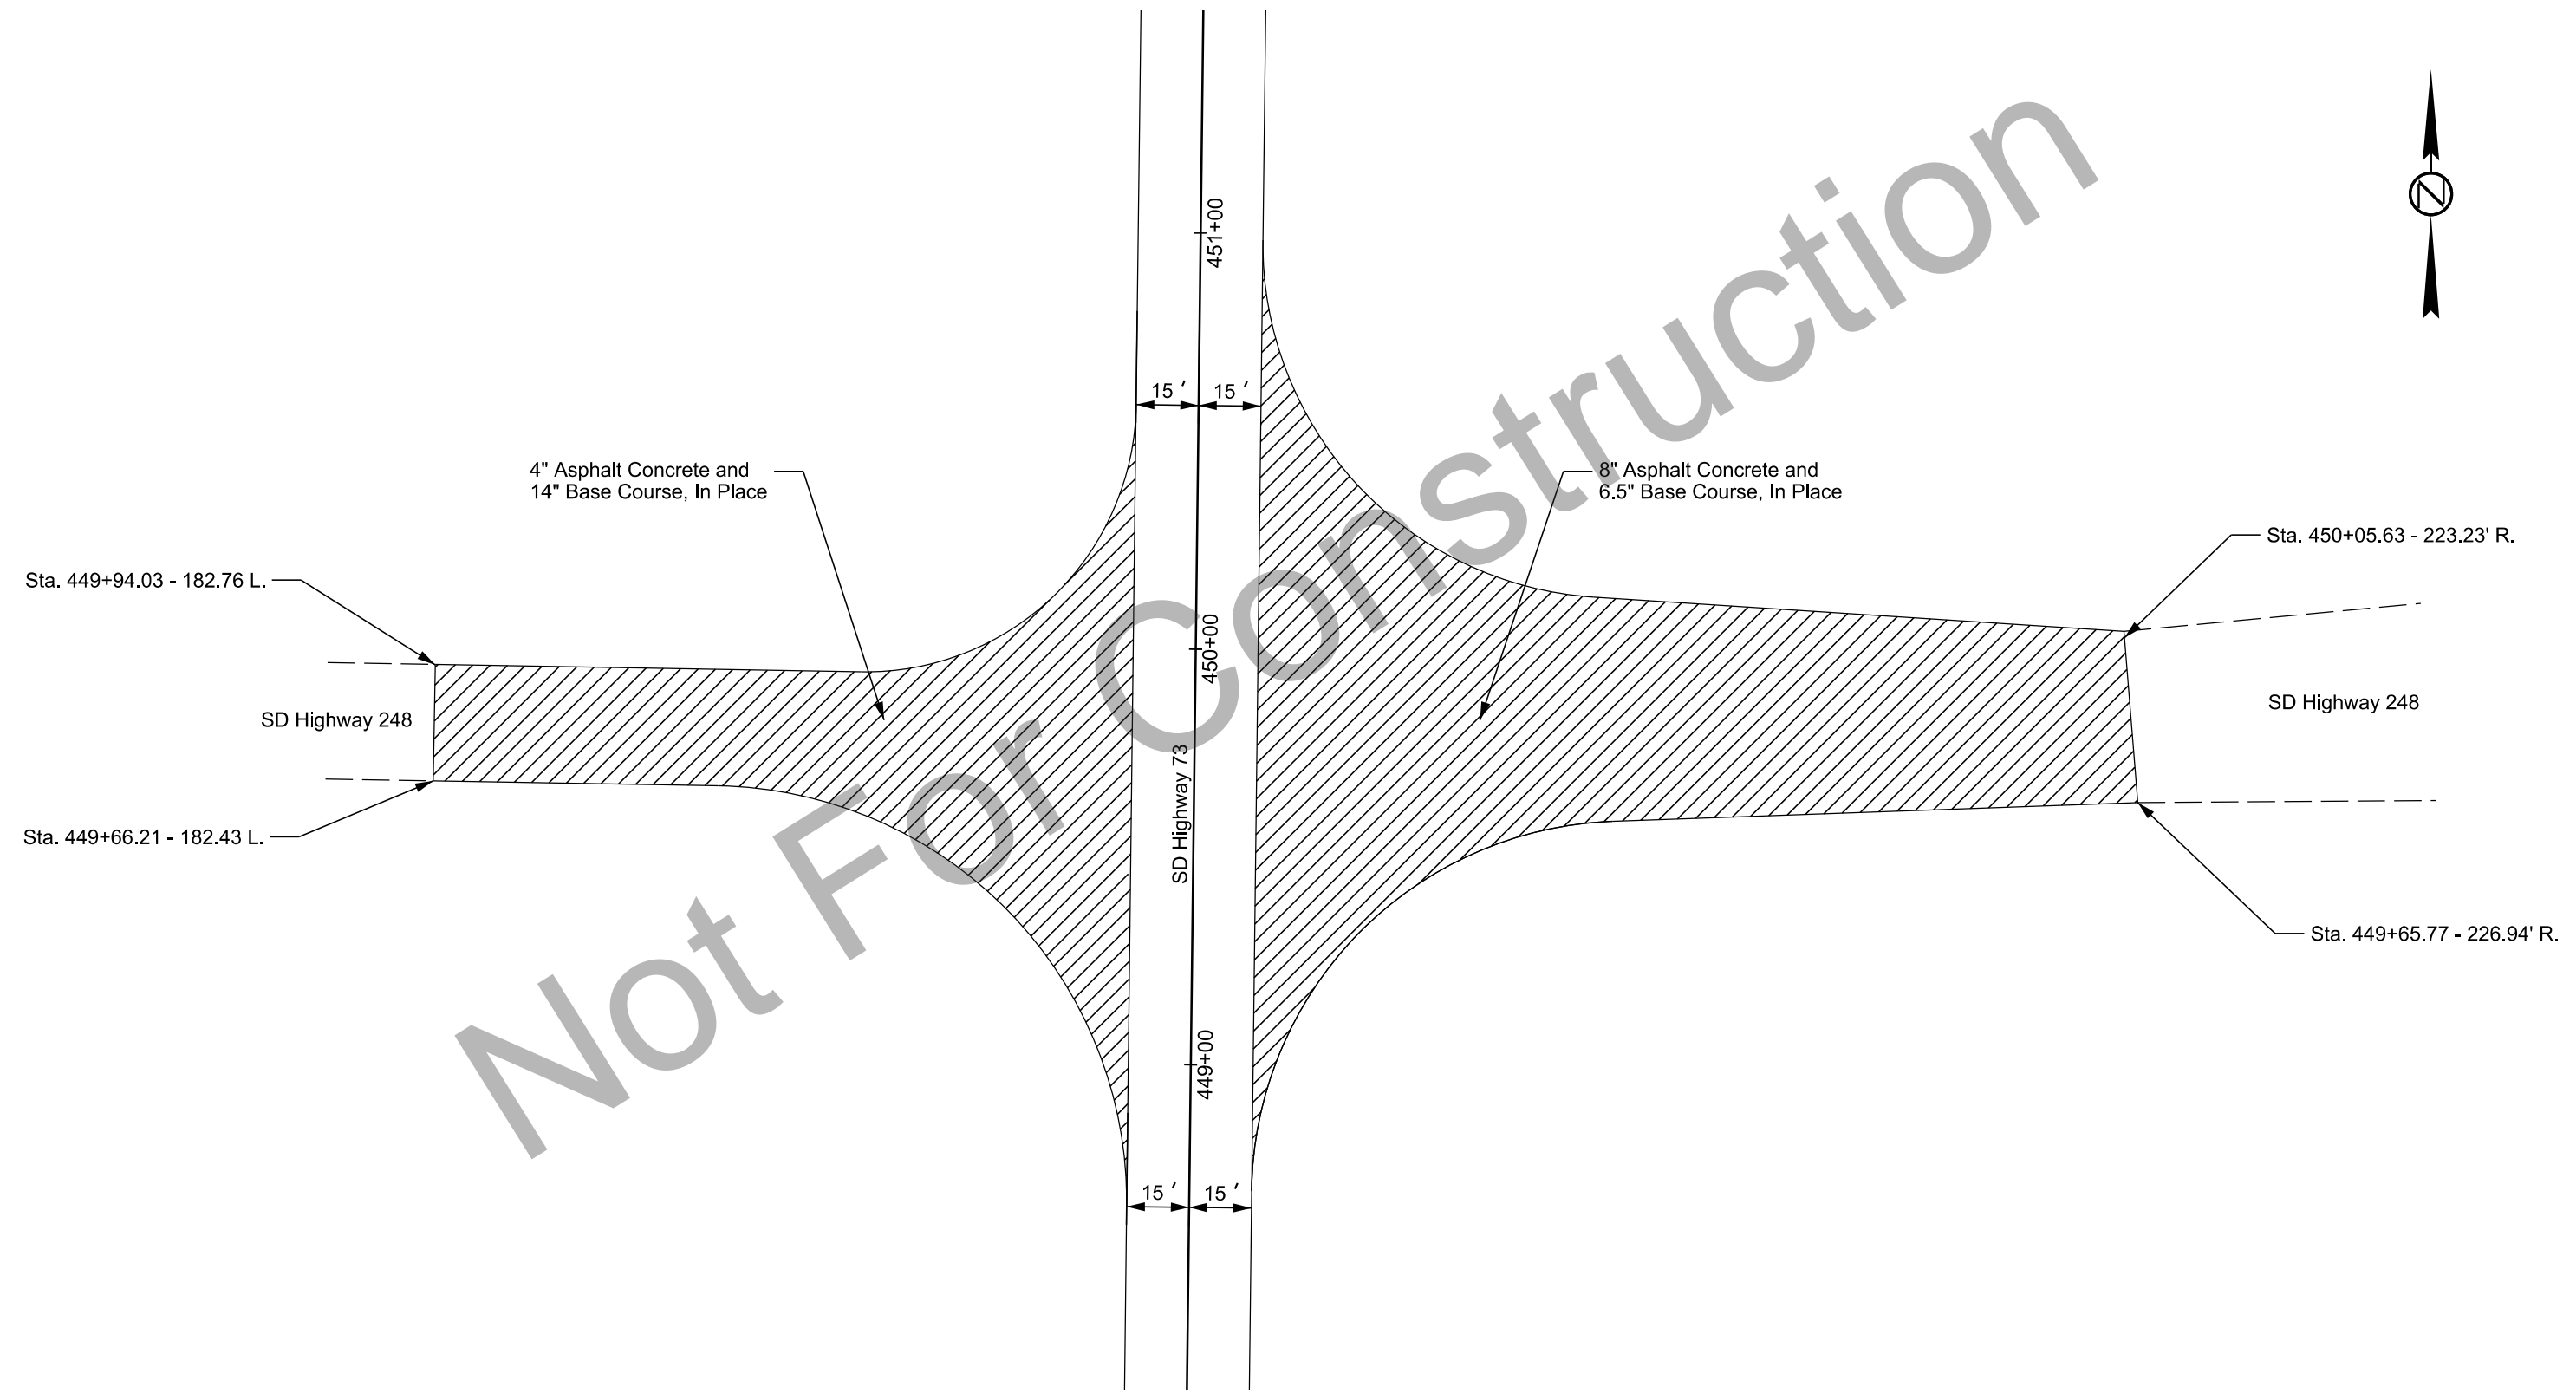 451+00
15 ′
15 ′
4" Asphalt Concrete and
14" Base Course, In Place
8" Asphalt Concrete and
6.5" Base Course, In Place
Sta. 449+94.03 - 182.76 L.
Sta. 450+05.63 - 223.23' R.
450+00
SD Highway 248
SD Highway 248
SD Highway 73
Sta. 449+66.21 - 182.43 L.
Sta. 449+65.77 - 226.94' R.
449+00
15 ′
15 ′
N
Not For Construction